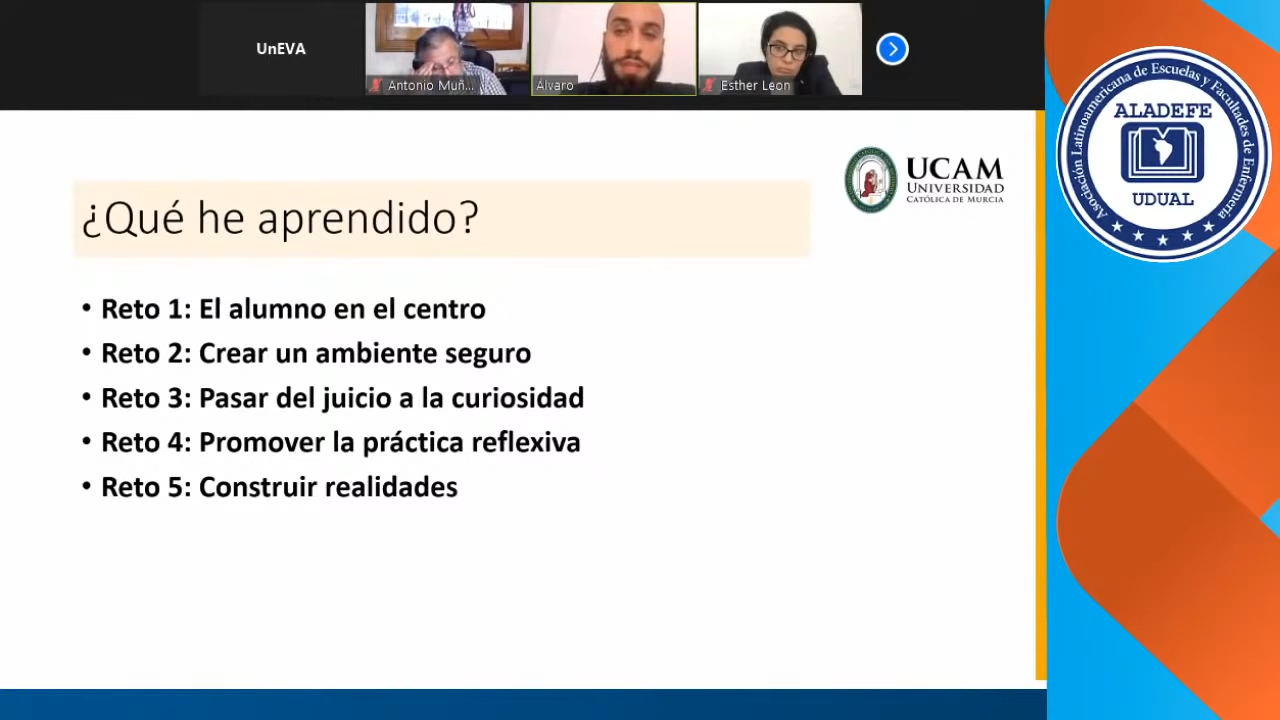 UnEVA
Antonio Muñ...
Álvaro
Esther Leon
Asociación Latinoamericana de Escuelas y Facultades de Enfermería
ALADEFE
UDUAL
UCAM
UNIVERSIDAD
CATÓLICA DE MURCIA
¿Qué he aprendido?
• Reto 1: El alumno en el centro
• Reto 2: Crear un ambiente seguro
• Reto 3: Pasar del juicio a la curiosidad
• Reto 4: Promover la práctica reflexiva
• Reto 5: Construir realidades